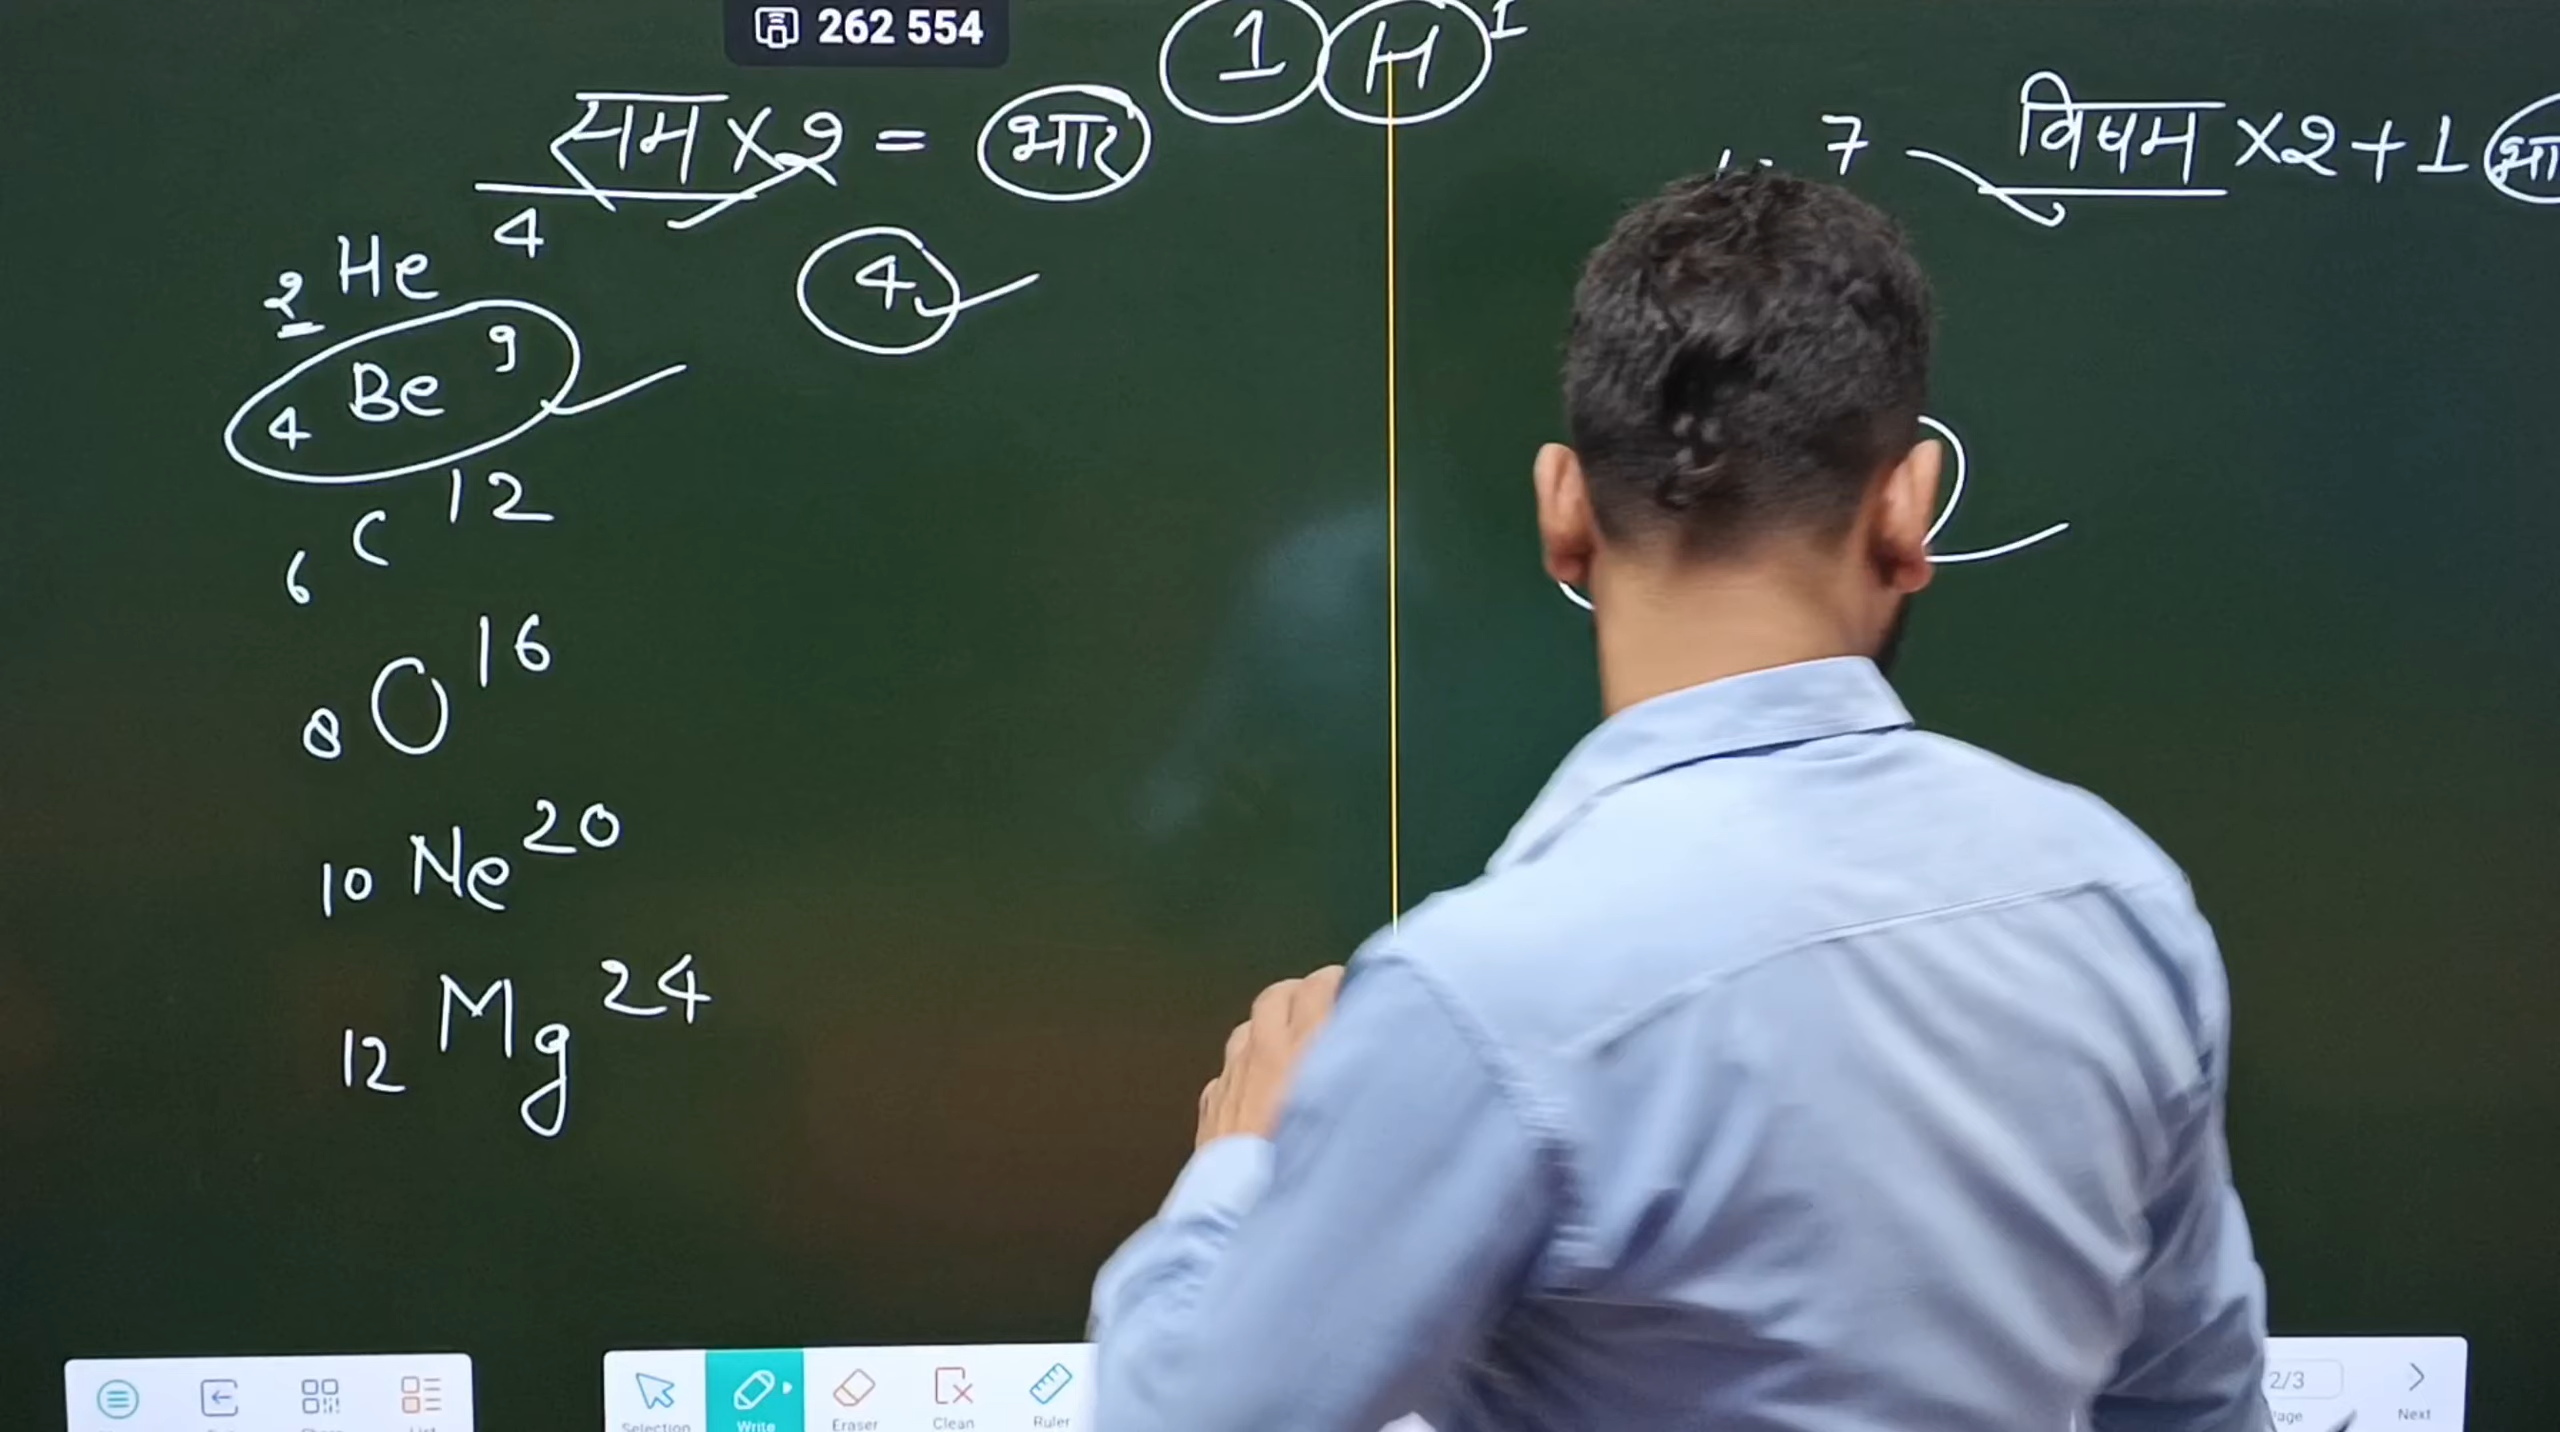 262 554
1 H 1
सम × 2 = भार
7 विषम × 2 + 1
2 He 4
4
4 Be 9
6 C 12
8 O 16
10 Ne 20
12 Mg 24
Selection Write Eraser Clean Ruler
2/3
Next